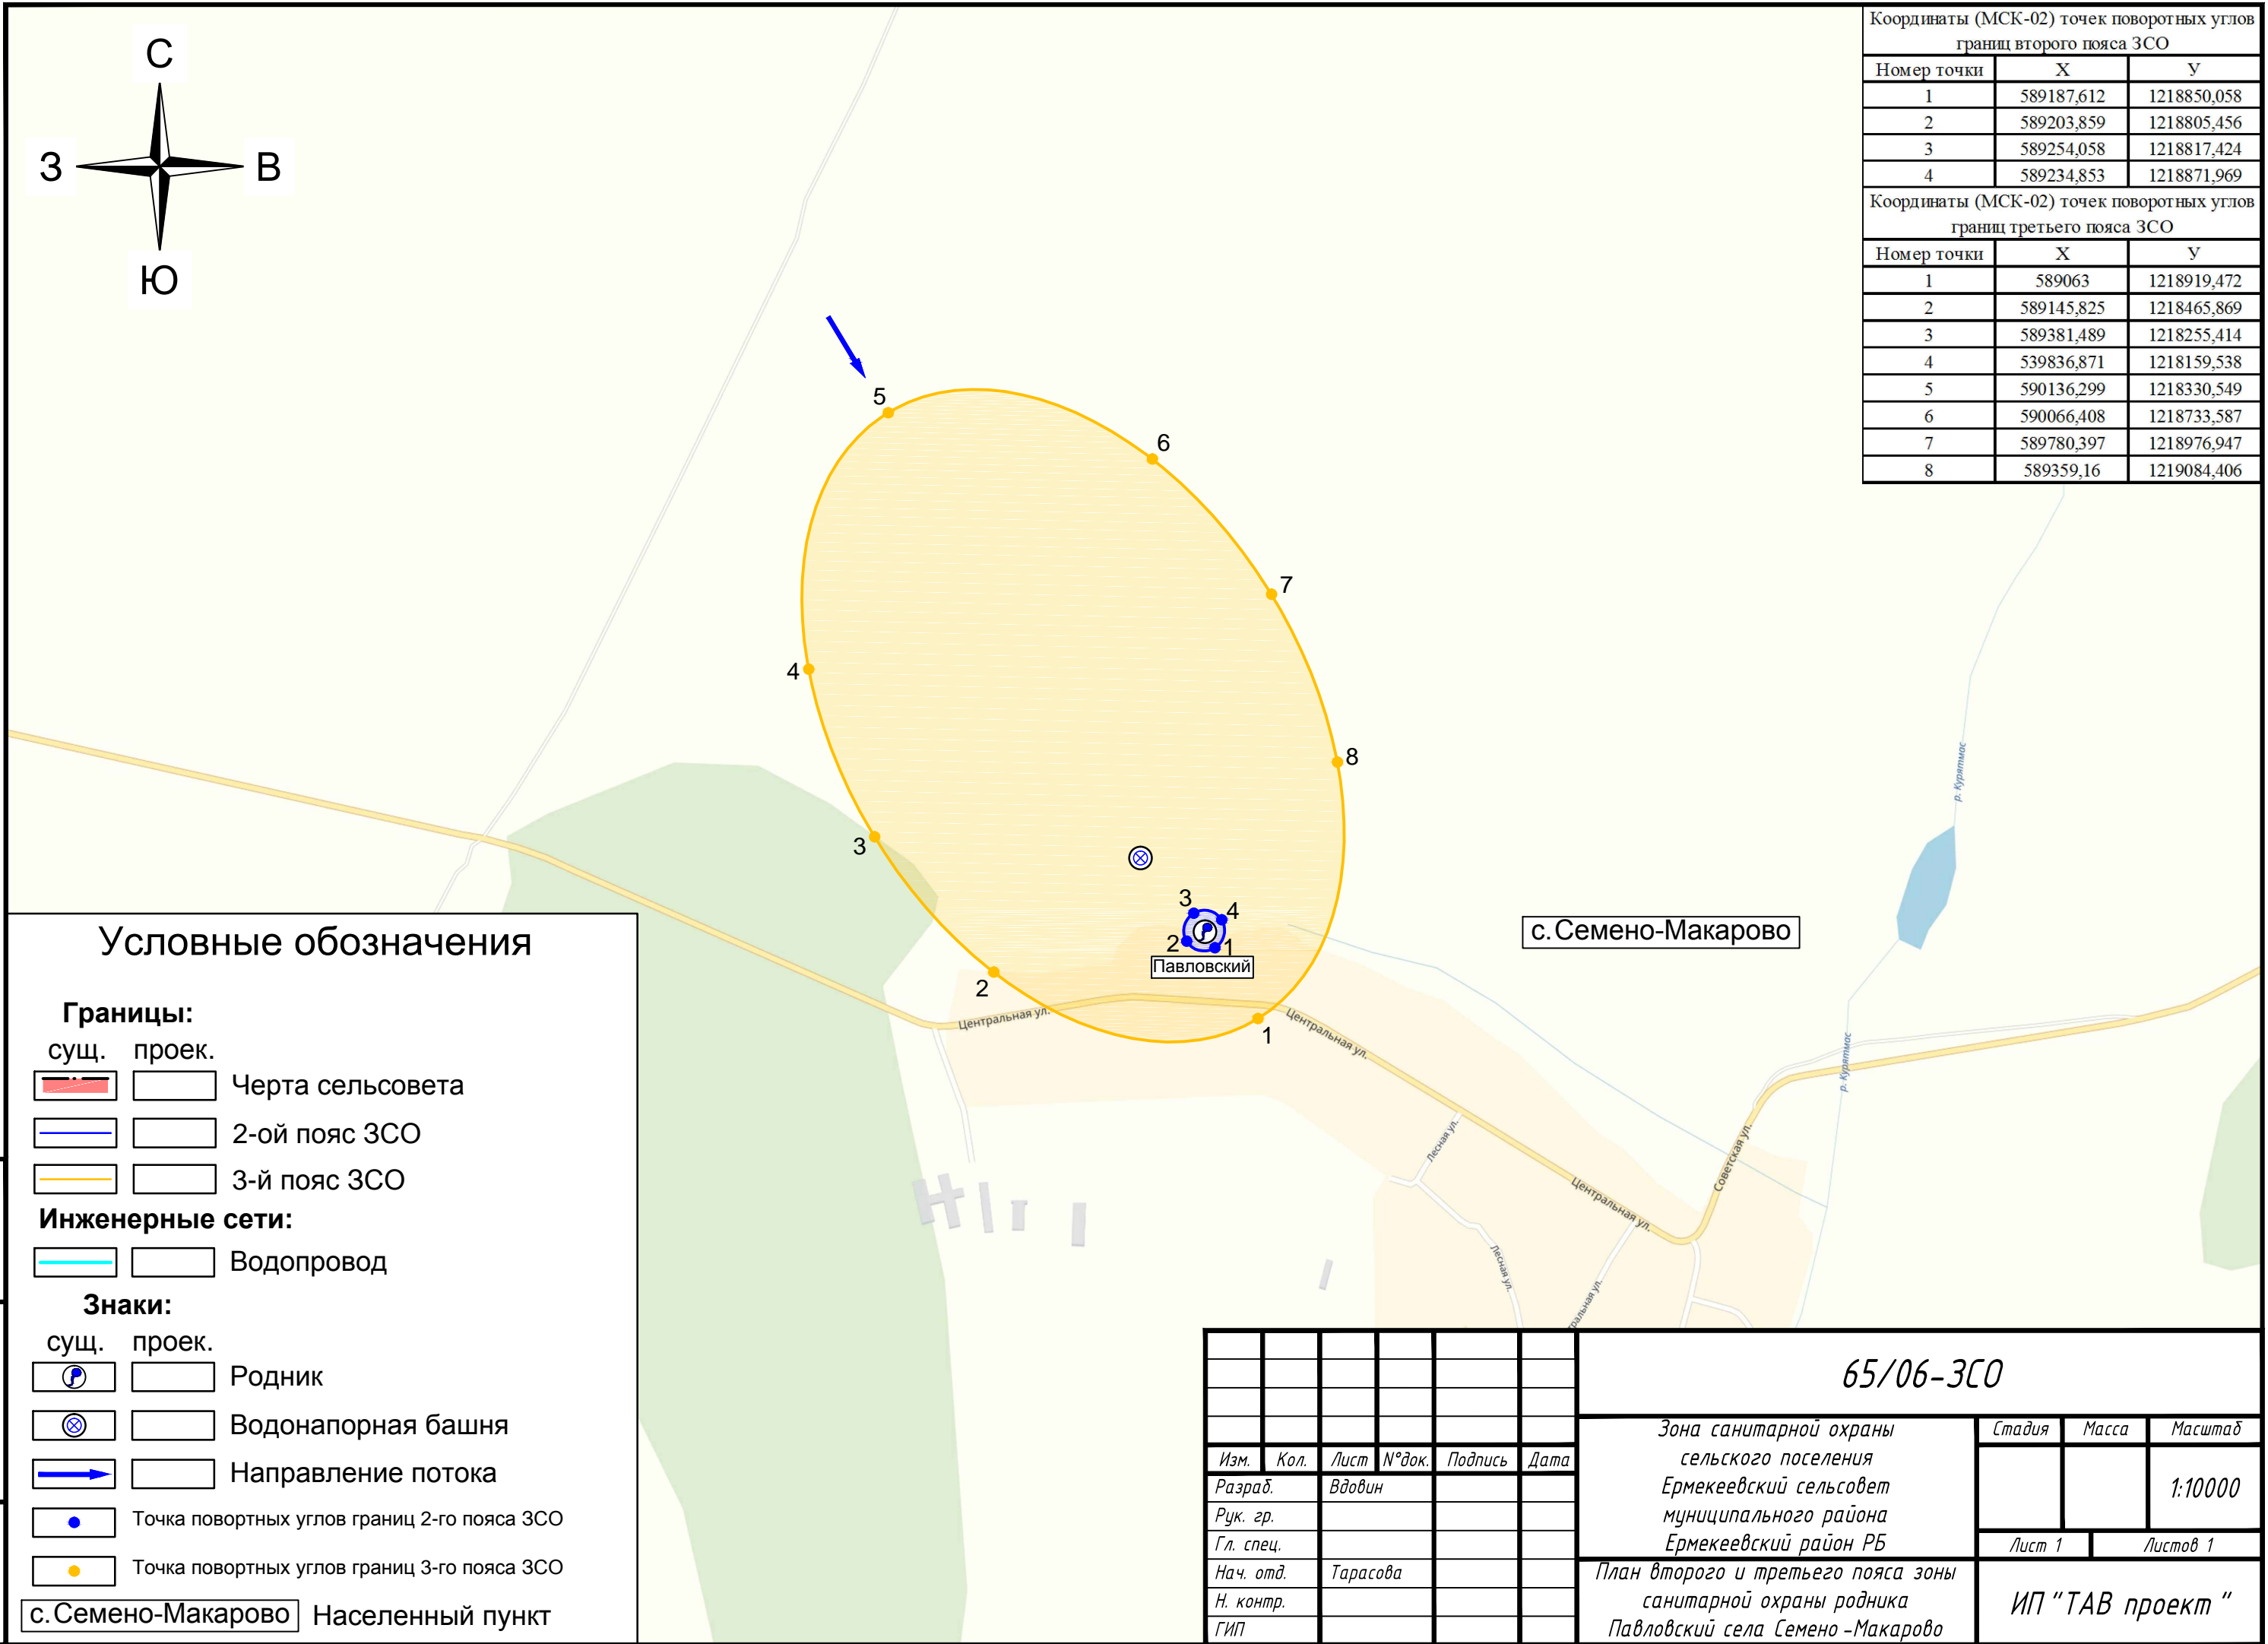 Координаты (МСК-02) точек поворотных углов
границ второго пояса ЗСО
Номер точки X У
1 589187,612 1218850,058
2 589203,859 1218805,456
3 589254,058 1218817,424
4 589234,853 1218871,969
Координаты (МСК-02) точек поворотных углов
границ третьего пояса ЗСО
Номер точки X У
1 589063 1218919,472
2 589145,825 1218465,869
3 589381,489 1218255,414
4 539836,871 1218159,538
5 590136,299 1218330,549
6 590066,408 1218733,587
7 589780,397 1218976,947
8 589359,16 1219084,406
С
З
В
Ю
5
6
7
4
8
3
3
4
2
1
Павловский
2
1
с.Семено-Макарово
р. Курятмас
р. Курятмас
Центральная ул.
Центральная ул.
Центральная ул.
Лесная ул.
Лесная ул.
Советская ул.
тральная ул.
Условные обозначения
Границы:
сущ. проек.
Черта сельсовета
2-ой пояс ЗСО
3-й пояс ЗСО
Инженерные сети:
Водопровод
Знаки:
сущ. проек.
Родник
Водонапорная башня
Направление потока
Точка повортных углов границ 2-го пояса ЗСО
Точка повортных углов границ 3-го пояса ЗСО
с.Семено-Макарово Населенный пункт
65/06-ЗСО
Изм. Кол. Лист N°док. Подпись Дата
Разраб. Вдовин
Рук. гр.
Гл. спец.
Нач. отд. Тарасова
Н. контр.
ГИП
Зона санитарной охраны
сельского поселения
Ермекеевский сельсовет
муниципального района
Ермекеевский район РБ
Стадия Масса Масштаб
1:10000
Лист 1 Листов 1
План второго и третьего пояса зоны
санитарной охраны родника
Павловский села Семено -Макарово
ИП "ТАВ проект "